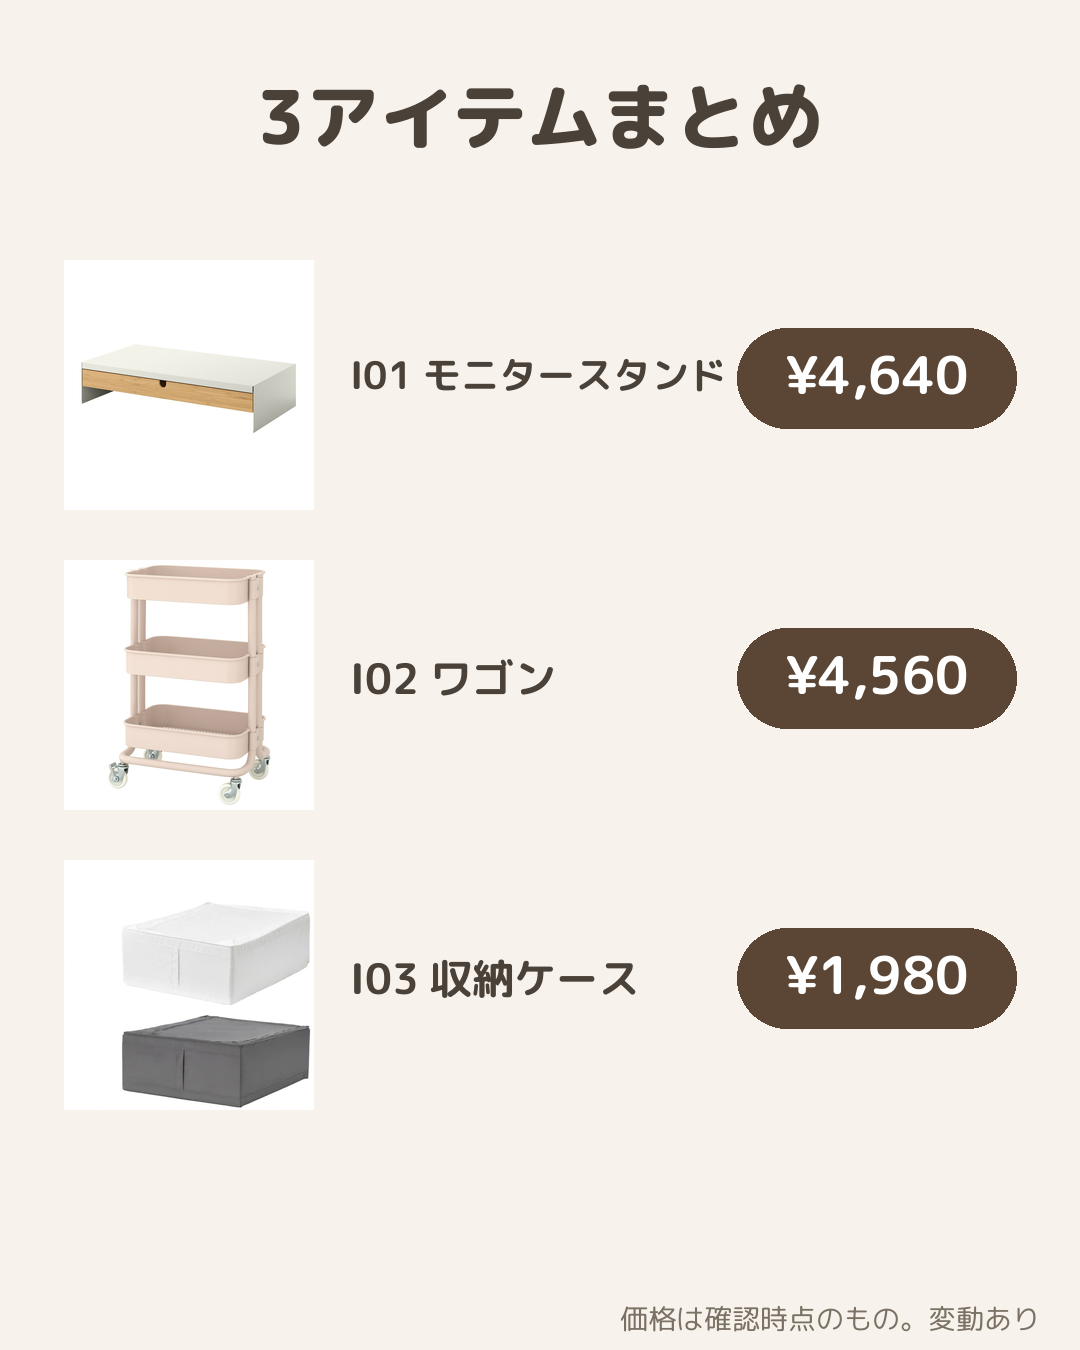 3アイテムまとめ
I01 モニタースタンド ¥4,640
I02 ワゴン ¥4,560
I03 収納ケース ¥1,980
価格は確認時点のもの。変動あり